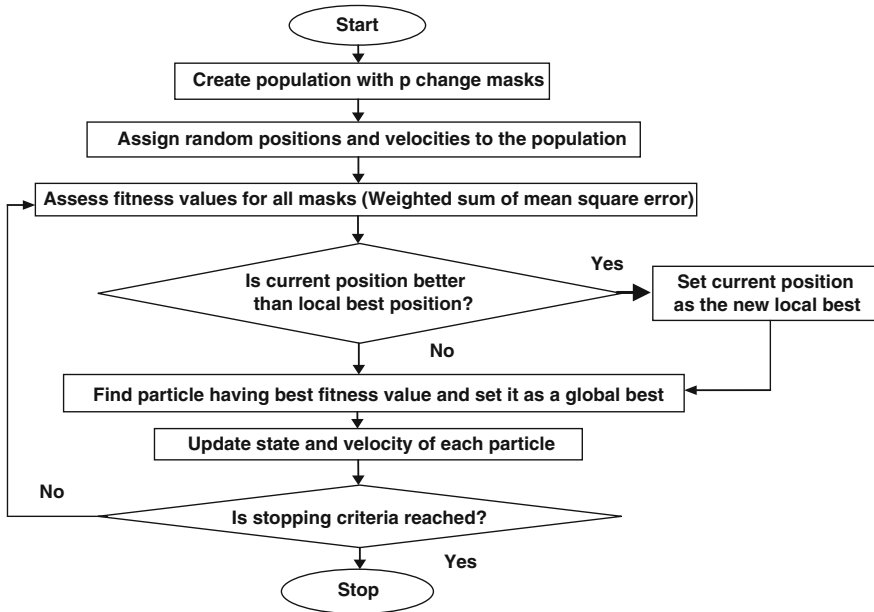 Start
Create population with p change masks
Assign random positions and velocities to the population
Assess fitness values for all masks (Weighted sum of mean square error)
Is current position better
than local best position?
Yes
Set current position
as the new local best
No
Find particle having best fitness value and set it as a global best
Update state and velocity of each particle
No
Is stopping criteria reached?
Yes
Stop